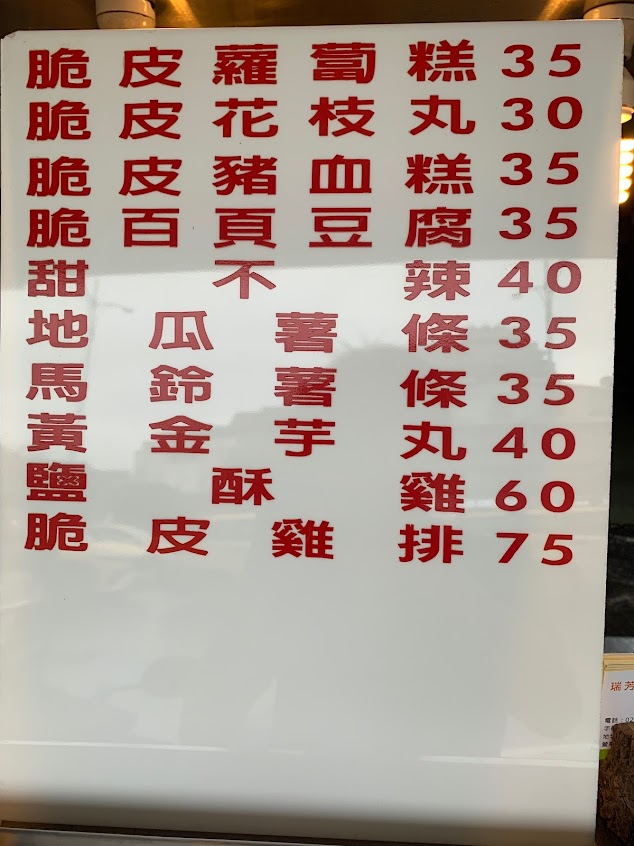 脆皮蘿蔔糕35
脆皮花枝丸30
脆皮豬血糕35
脆百頁豆腐35
甜不辣40
地瓜薯條35
馬鈴薯條35
黃金芋丸40
鹽酥雞60
脆皮雞排75
瑞芳
電話:02